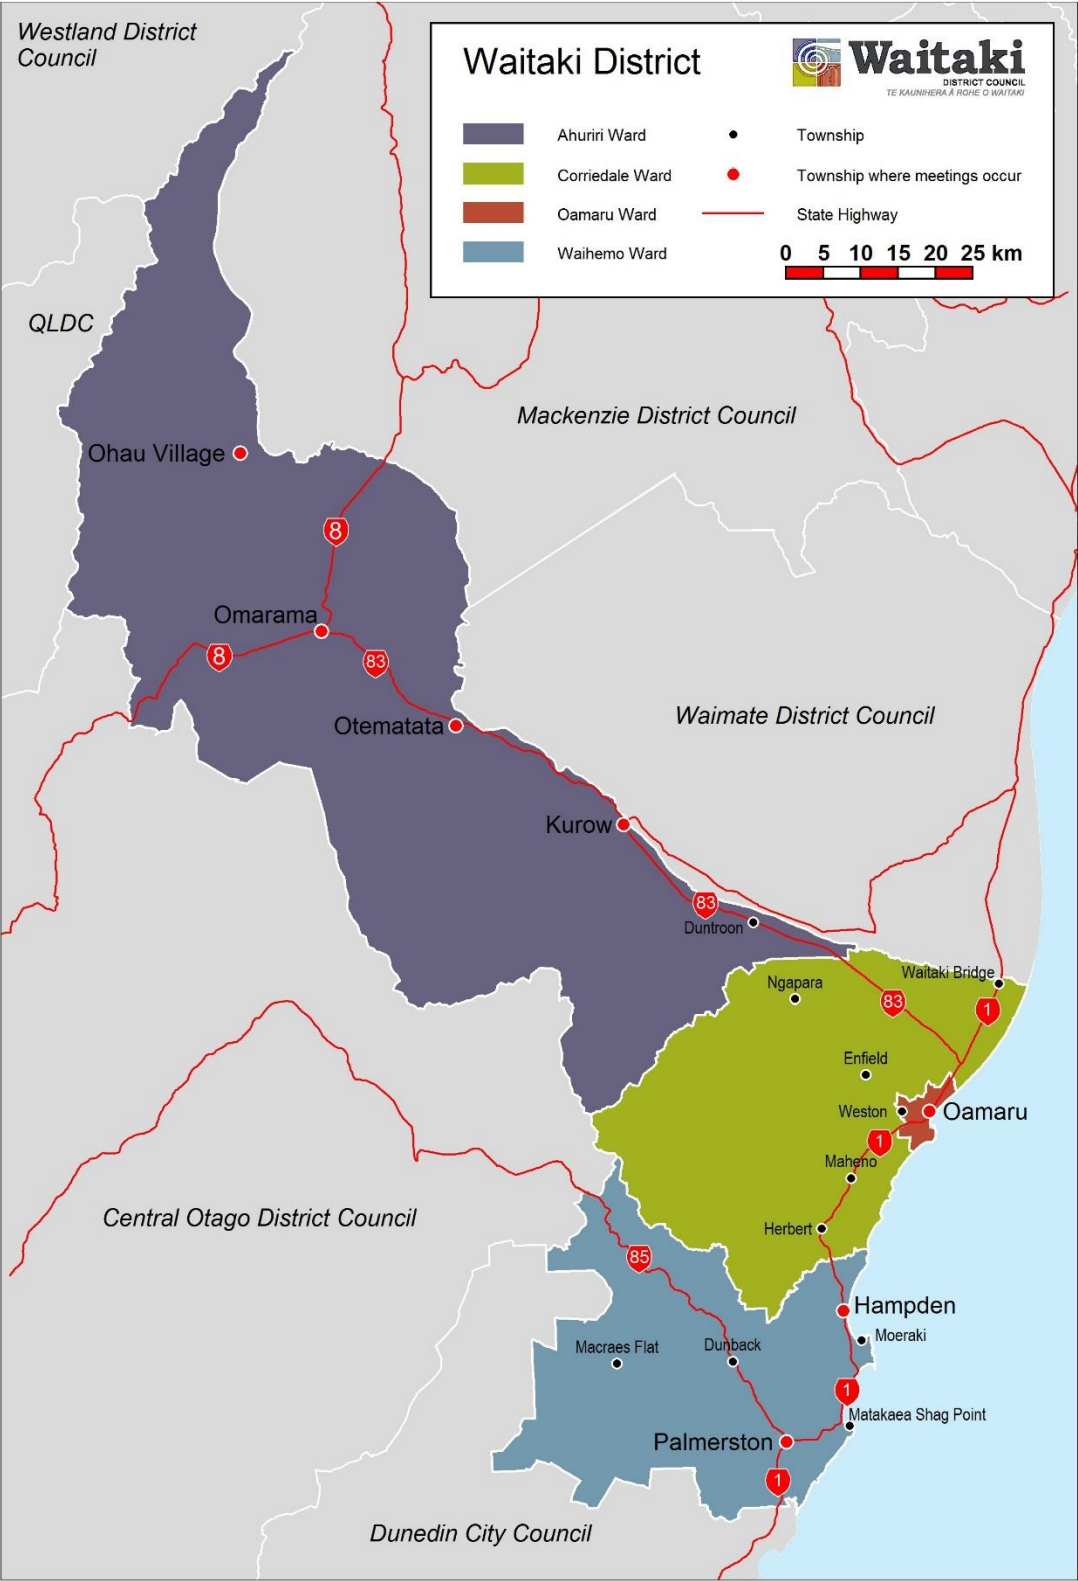 Westland District
Council
Waitaki District
Waitaki
DISTRICT COUNCIL
TE KAUNIHERA Ā ROHE O WAITAKI
Ahuriri Ward
Township
Corriedale Ward
Township where meetings occur
Oamaru Ward
State Highway
Waihemo Ward
0 5 10 15 20 25 km
QLDC
Mackenzie District Council
Ohau Village
8
Omarama
8
83
Waimate District Council
Otematata
Kurow
83
Duntroon
Waitaki Bridge
Ngapara
83
1
Enfield
Weston
Oamaru
1
Maheno
Central Otago District Council
Herbert
85
Hampden
Moeraki
Macraes Flat
Dunback
1
Matakaea Shag Point
Palmerston
1
Dunedin City Council